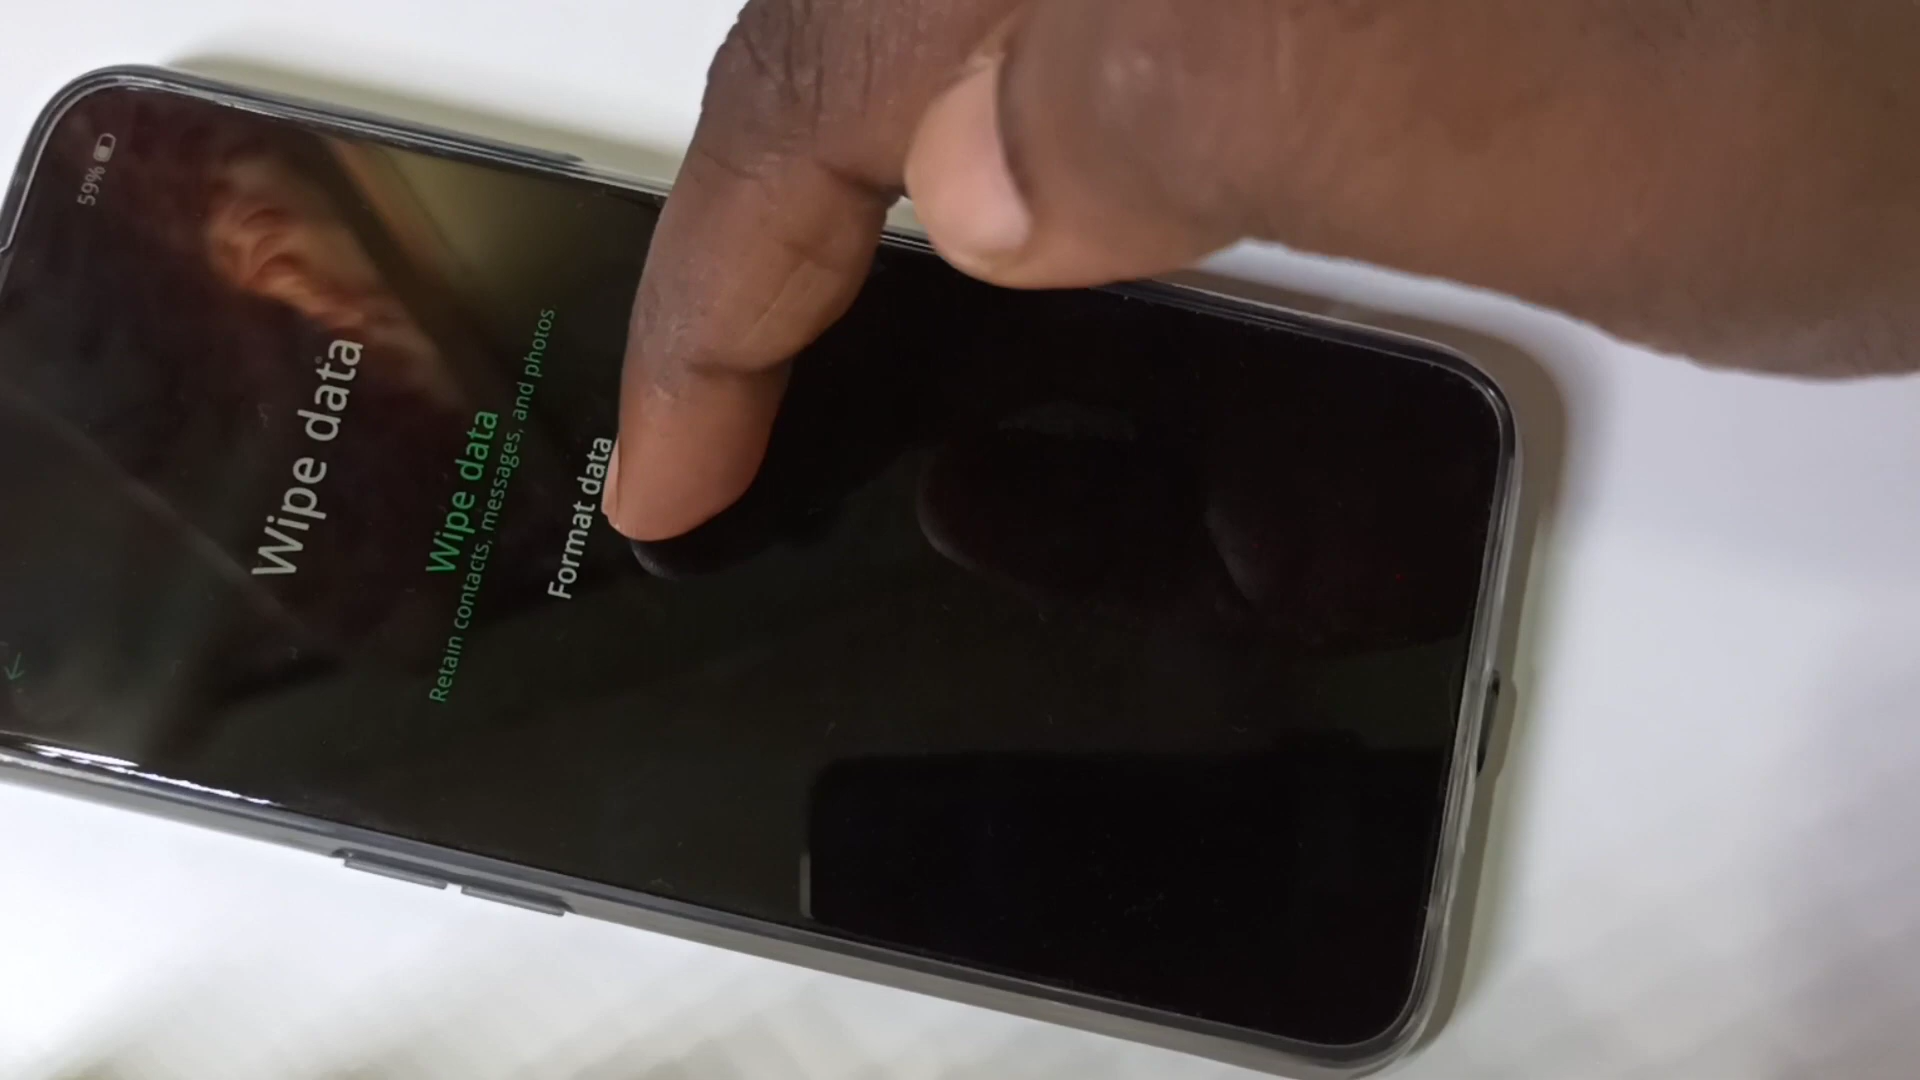 59%
←
Wipe data
Wipe data
Retain contacts, messages, and photos.
Format data